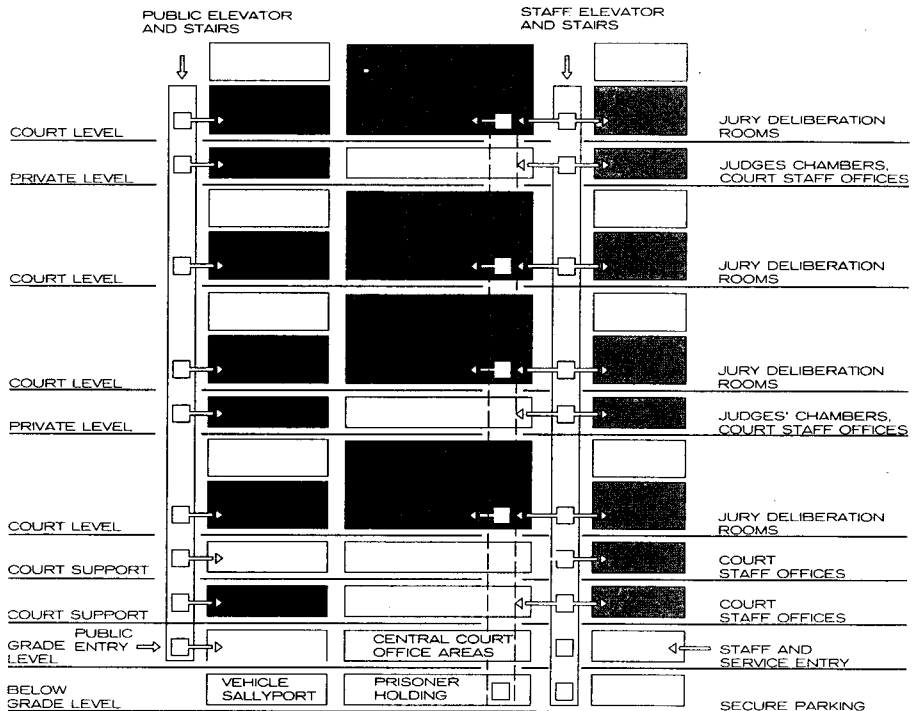 PUBLIC ELEVATOR
AND STAIRS
STAFF ELEVATOR
AND STAIRS
COURT LEVEL
JURY DELIBERATION
ROOMS
PRIVATE LEVEL
JUDGES CHAMBERS,
COURT STAFF OFFICES
COURT LEVEL
JURY DELIBERATION
ROOMS
COURT LEVEL
JURY DELIBERATION
ROOMS
PRIVATE LEVEL
JUDGES' CHAMBERS,
COURT STAFF OFFICES
COURT LEVEL
JURY DELIBERATION
ROOMS
COURT SUPPORT
COURT
STAFF OFFICES
COURT SUPPORT
COURT
STAFF OFFICES
GRADE
LEVEL
PUBLIC
ENTRY
CENTRAL COURT
OFFICE AREAS
STAFF AND
SERVICE ENTRY
BELOW
GRADE LEVEL
VEHICLE
SALLYPORT
PRISONER
HOLDING
SECURE PARKING